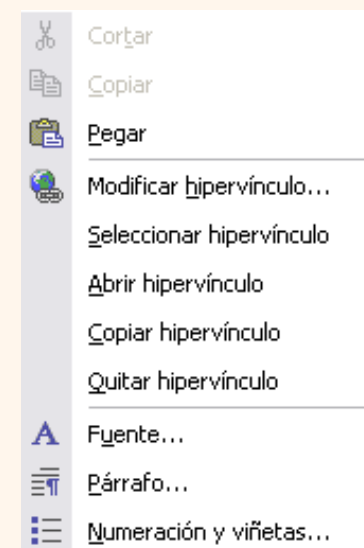 Cortar
Copiar
Pegar
Modificar hipervínculo...
Seleccionar hipervínculo
Abrir hipervínculo
Copiar hipervínculo
Quitar hipervínculo
Fuente...
Párrafo...
Numeración y viñetas...